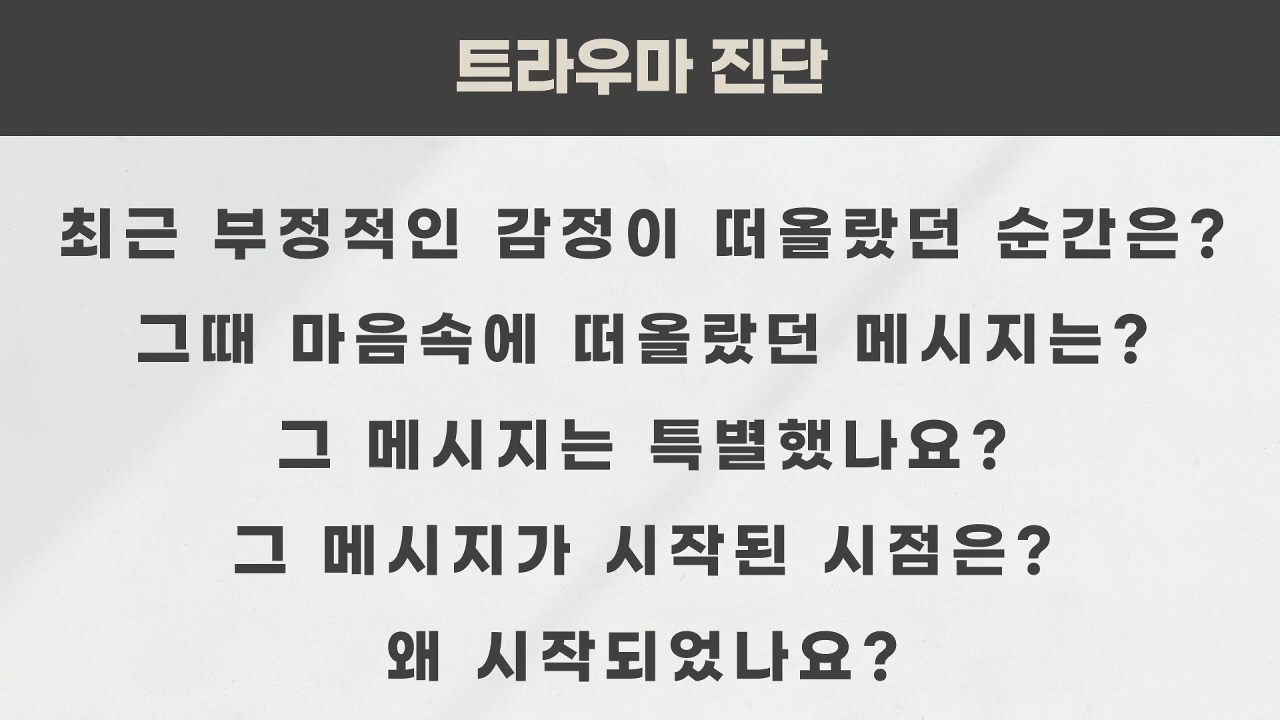 트라우마 진단
최근 부정적인 감정이 떠올랐던 순간은?
그때 마음속에 떠올랐던 메시지는?
그 메시지는 특별했나요?
그 메시지가 시작된 시점은?
왜 시작되었나요?